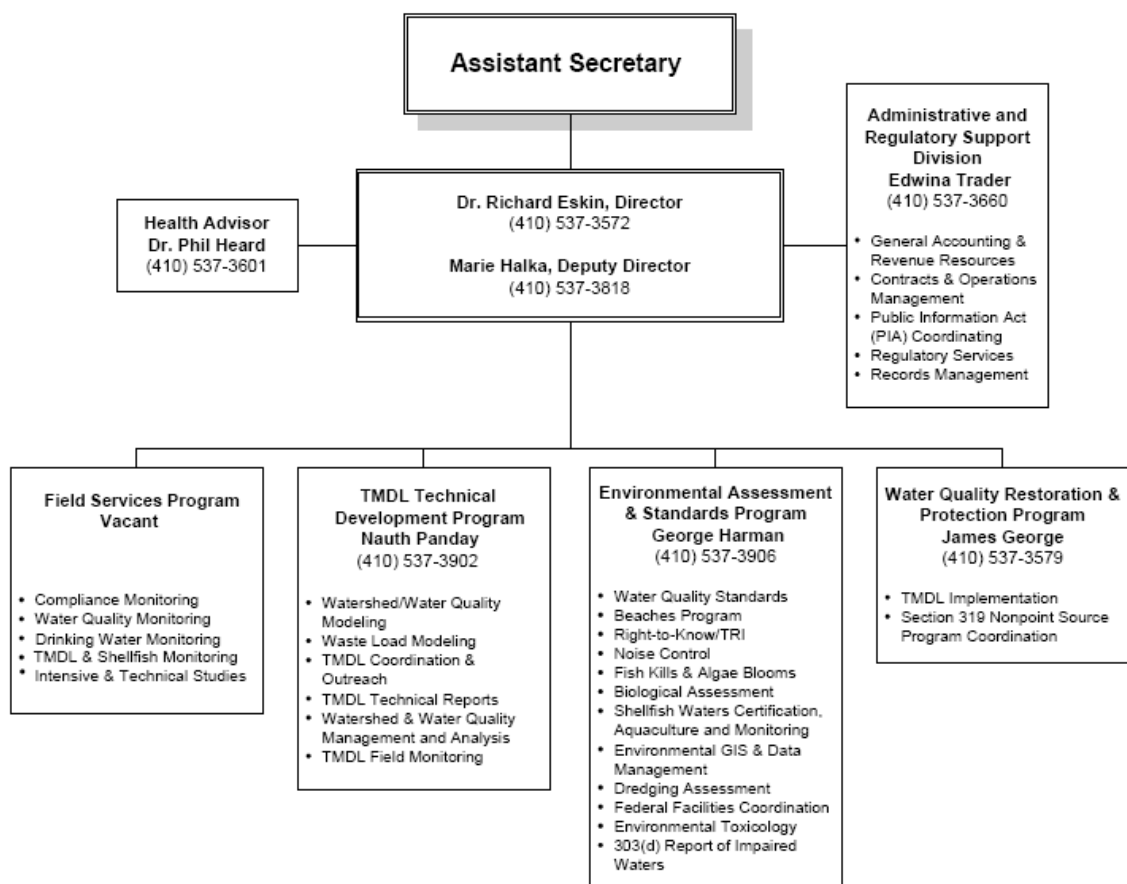 Assistant Secretary
Administrative and
Regulatory Support
Division
Edwina Trader
(410) 537-3660
• General Accounting &
Revenue Resources
• Contracts & Operations
Management
• Public Information Act
(PIA) Coordinating
• Regulatory Services
• Records Management
Dr. Richard Eskin, Director
(410) 537-3572
Marie Halka, Deputy Director
(410) 537-3818
Health Advisor
Dr. Phil Heard
(410) 537-3601
Field Services Program
Vacant
• Compliance Monitoring
• Water Quality Monitoring
• Drinking Water Monitoring
• TMDL & Shellfish Monitoring
• Intensive & Technical Studies
TMDL Technical
Development Program
Nauth Panday
(410) 537-3902
• Watershed/Water Quality
Modeling
• Waste Load Modeling
• TMDL Coordination &
Outreach
• TMDL Technical Reports
• Watershed & Water Quality
Management and Analysis
• TMDL Field Monitoring
Environmental Assessment
& Standards Program
George Harman
(410) 537-3906
• Water Quality Standards
• Beaches Program
• Right-to-Know/TRI
• Noise Control
• Fish Kills & Algae Blooms
• Biological Assessment
• Shellfish Waters Certification,
Aquaculture and Monitoring
• Environmental GIS & Data
Management
• Dredging Assessment
• Federal Facilities Coordination
• Environmental Toxicology
• 303(d) Report of Impaired
Waters
Water Quality Restoration &
Protection Program
James George
(410) 537-3579
• TMDL Implementation
• Section 319 Nonpoint Source
Program Coordination